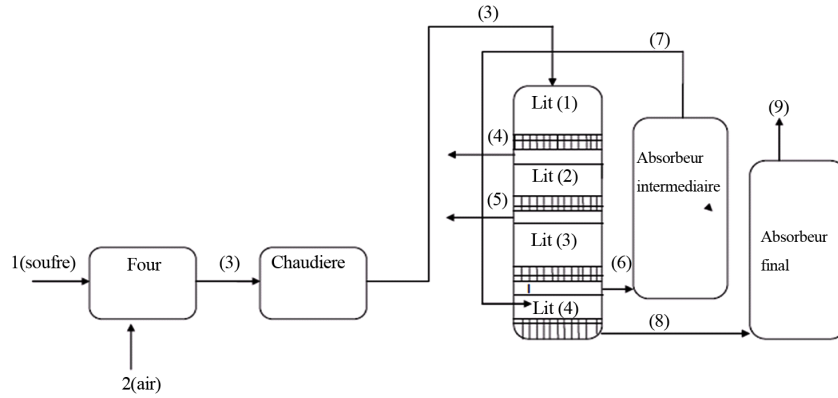 (3)
(7)
Lit (1)
(9)
(4)
Absorbeur
intermediaire
Lit (2)
(5)
Absorbeur
final
Lit (3)
1(soufre)
Four
(3)
Chaudiere
(6)
Lit (4)
(8)
2(air)